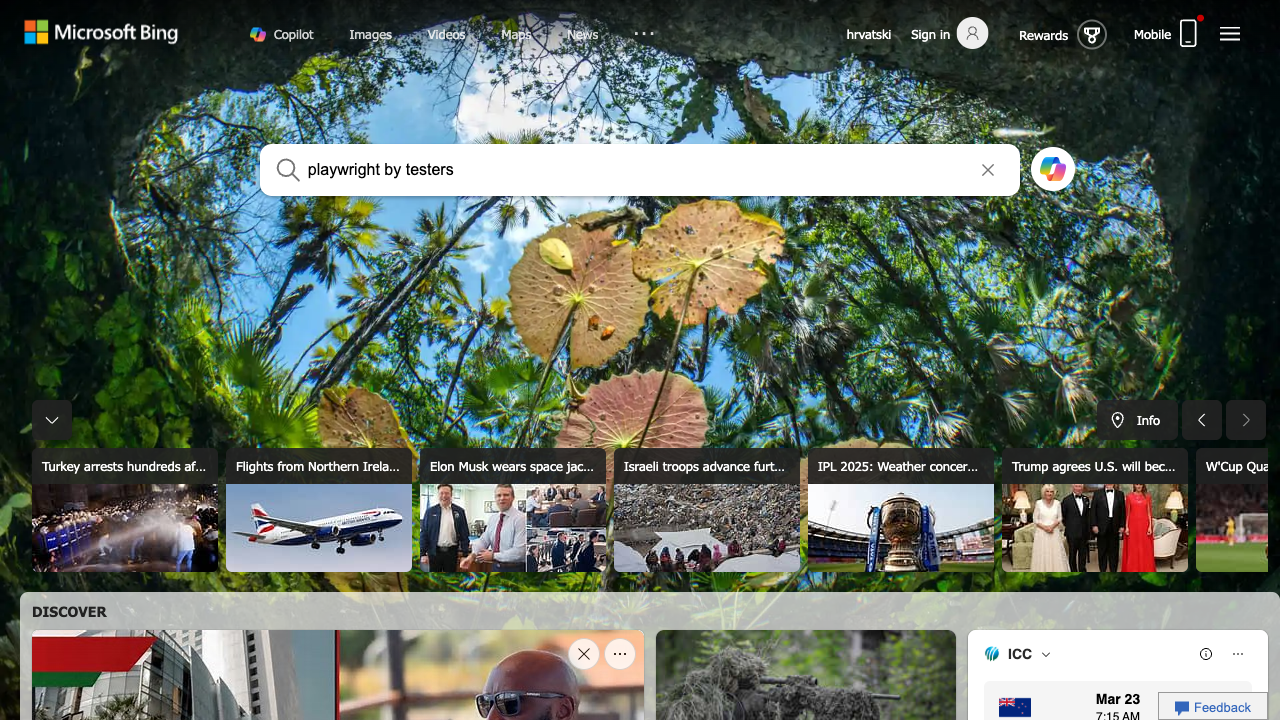 Microsoft Bing
Copilot
Images
Videos
Maps
News
hrvatski
Sign in
Rewards
Mobile
playwright by testers
Info
Turkey arrests hundreds af...
Flights from Northern Irela...
Elon Musk wears space jac...
Israeli troops advance furt...
IPL 2025: Weather concer...
Trump agrees U.S. will bec...
W'Cup Qua
DISCOVER
ICC
Mar 23
7:15 AM
Feedback